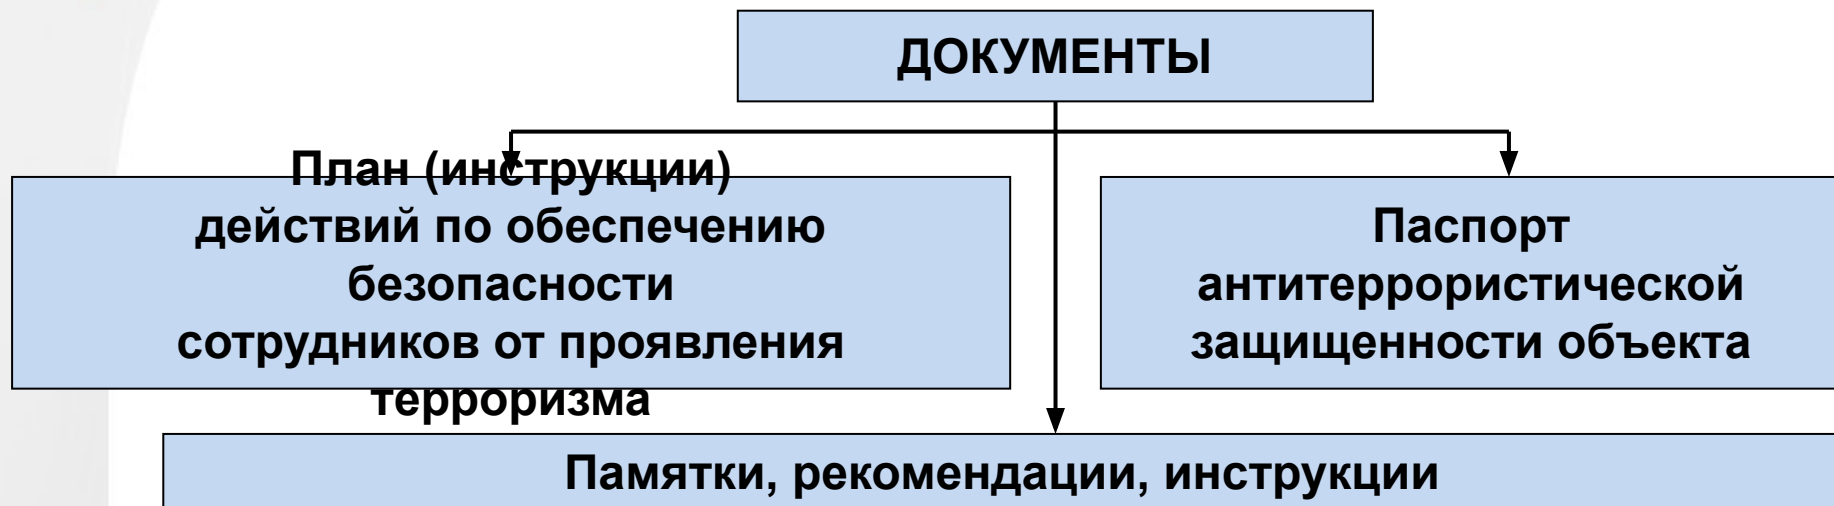 ДОКУМЕНТЫ
План (инструкции)
действий по обеспечению
безопасности
сотрудников от проявления
терроризма
Паспорт
антитеррористической
защищенности объекта
Памятки, рекомендации, инструкции